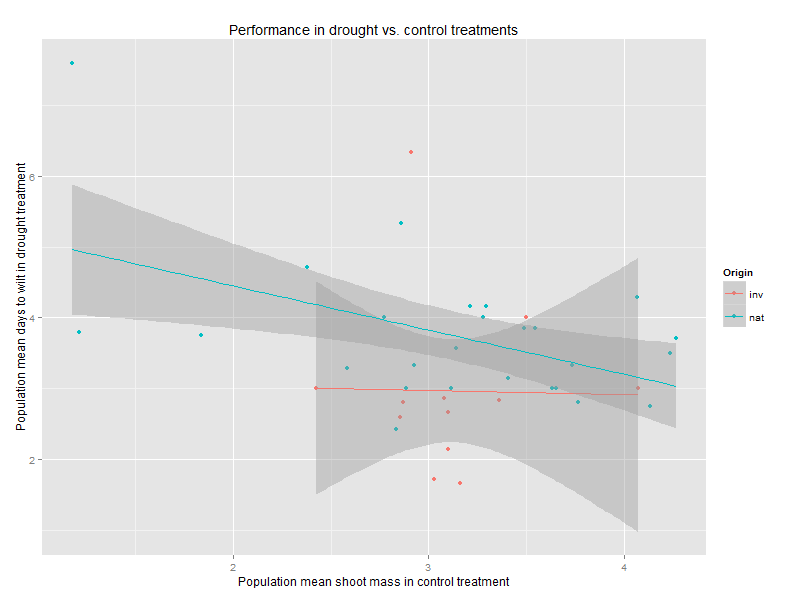 Performance in drought vs. control treatments
Population mean days to wilt in drought treatment
6
4
2
2
3
4
Population mean shoot mass in control treatment
Origin
inv
nat